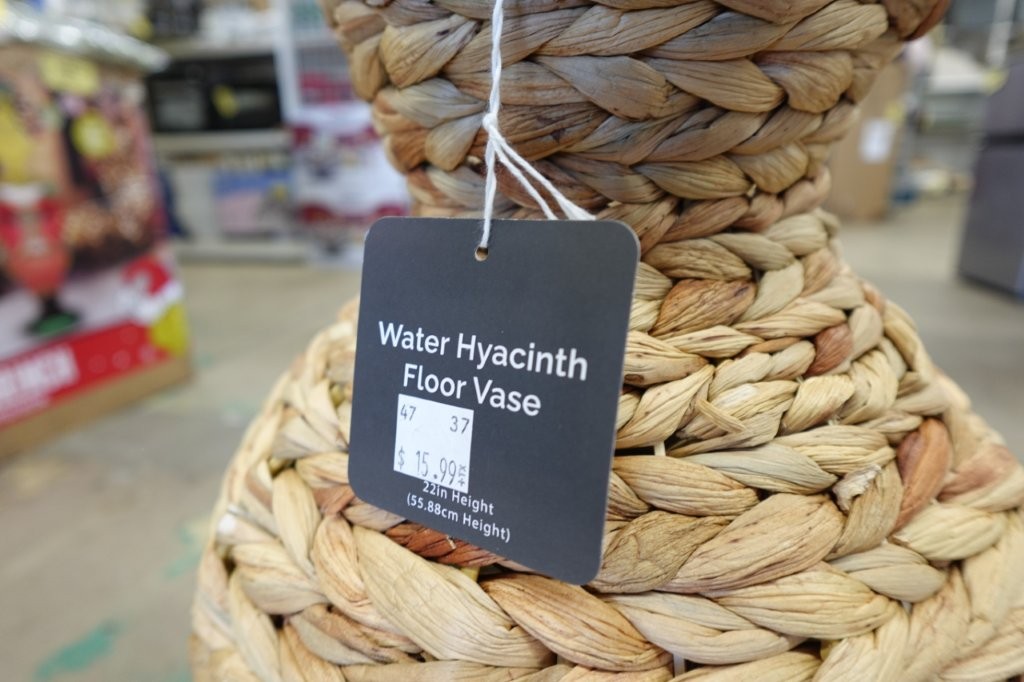 Water Hyacinth
Floor Vase
47 37
$ 15.99
22in Height
(55.88cm Height)